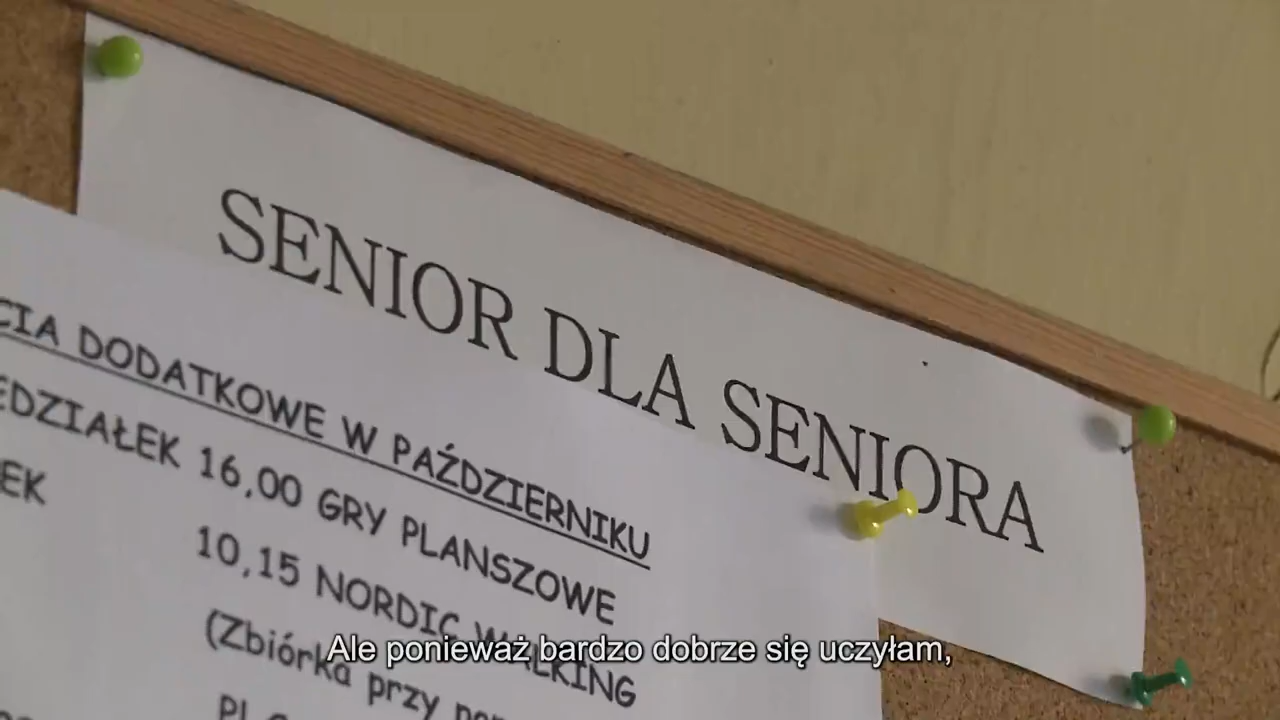 SENIOR DLA SENIORA
CIA DODATKOWE W PAŹDZIERNIKU
EDZIAŁEK 16,00 GRY PLANSZOWE
EK
10,15 NORDIC WALKING
(Zbiórka przy
Ale ponieważ bardzo dobrze się uczyłam,